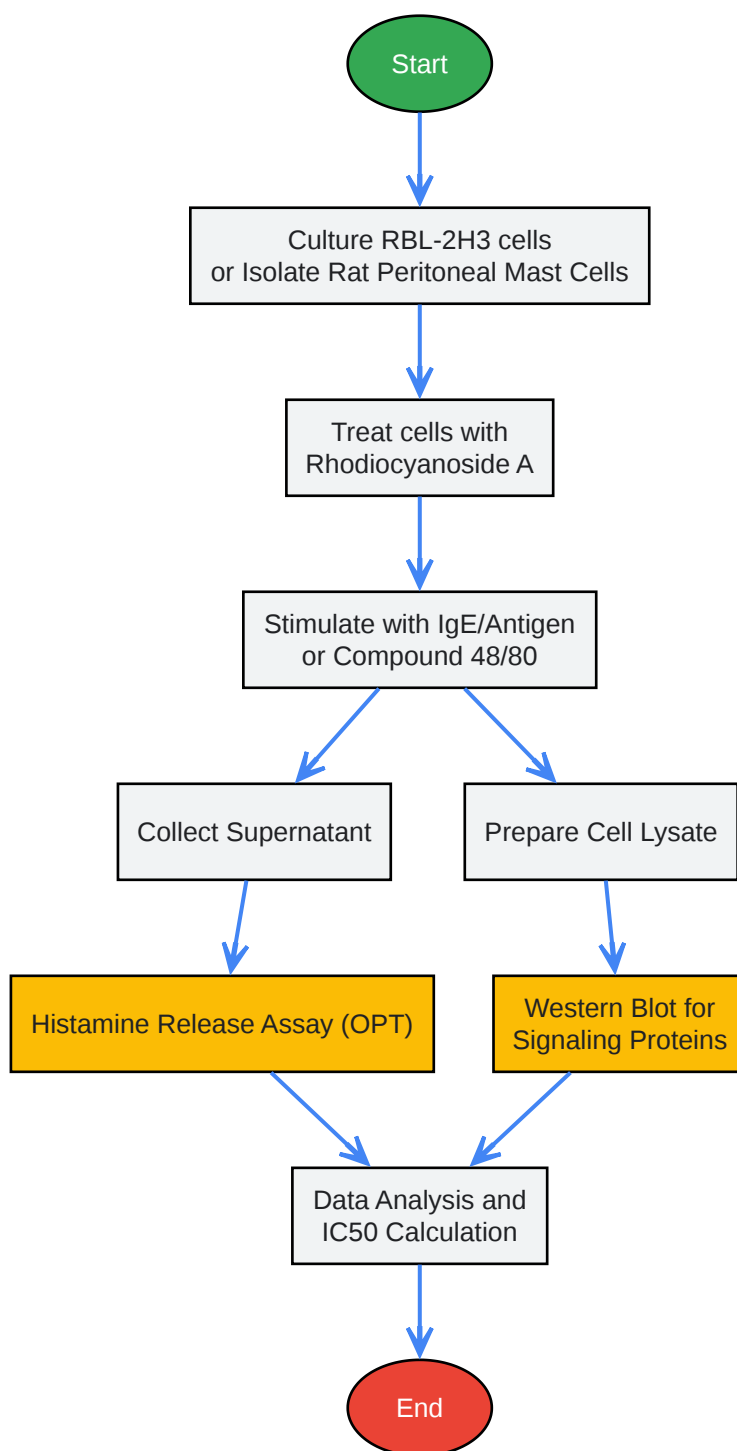 Start
Culture RBL-2H3 cells
or Isolate Rat Peritoneal Mast Cells
Treat cells with
Rhodiocyanoside A
Stimulate with IgE/Antigen
or Compound 48/80
Collect Supernatant
Prepare Cell Lysate
Histamine Release Assay (OPT)
Western Blot for
Signaling Proteins
Data Analysis and
IC50 Calculation
End